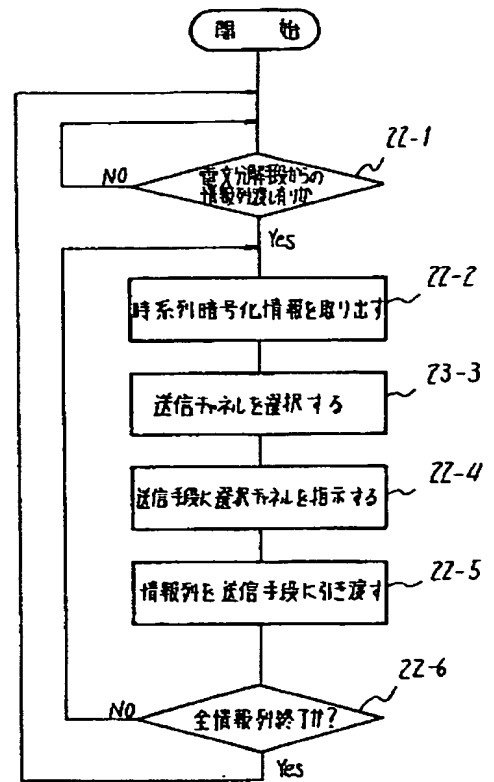 開 始
22-1
電文分解段からの
情報列渡し有りか
NO
Yes
22-2
時系列暗号化情報を取り出す
23-3
送信チャネルを選択する
22-4
送信手段に選択チャネルを指示する
22-5
情報列を送信手段に引き渡す
22-6
NO
全情報列終了か?
Yes